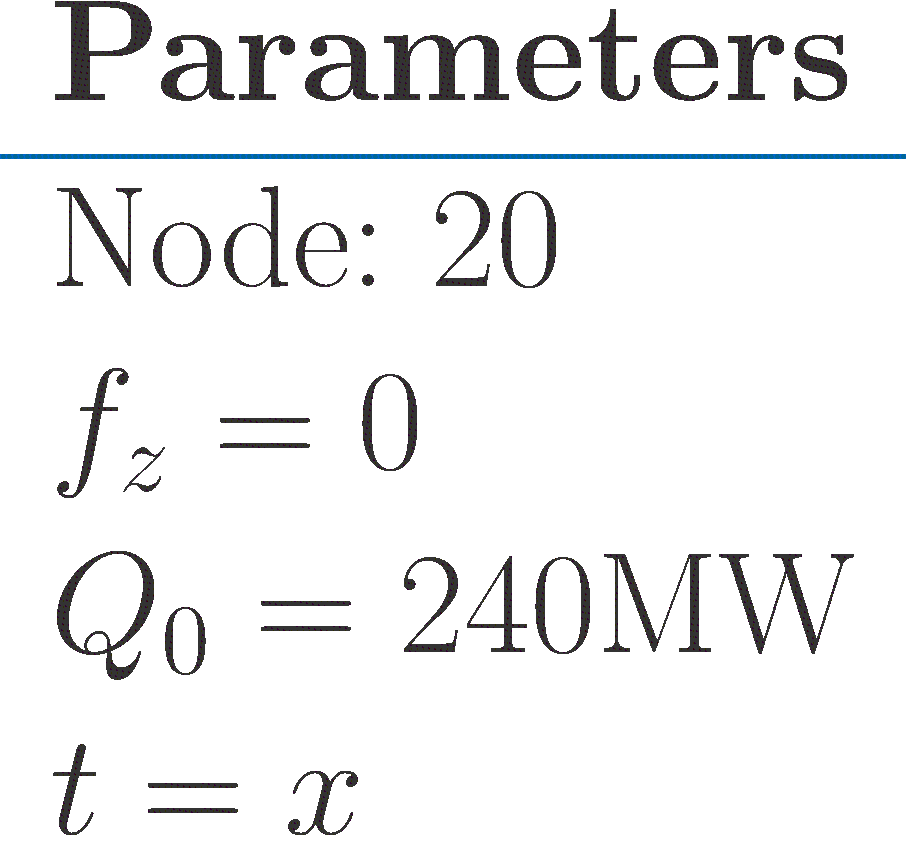 Parameters
Node: 20
f_z = 0
Q_0 = 240MW
t = x